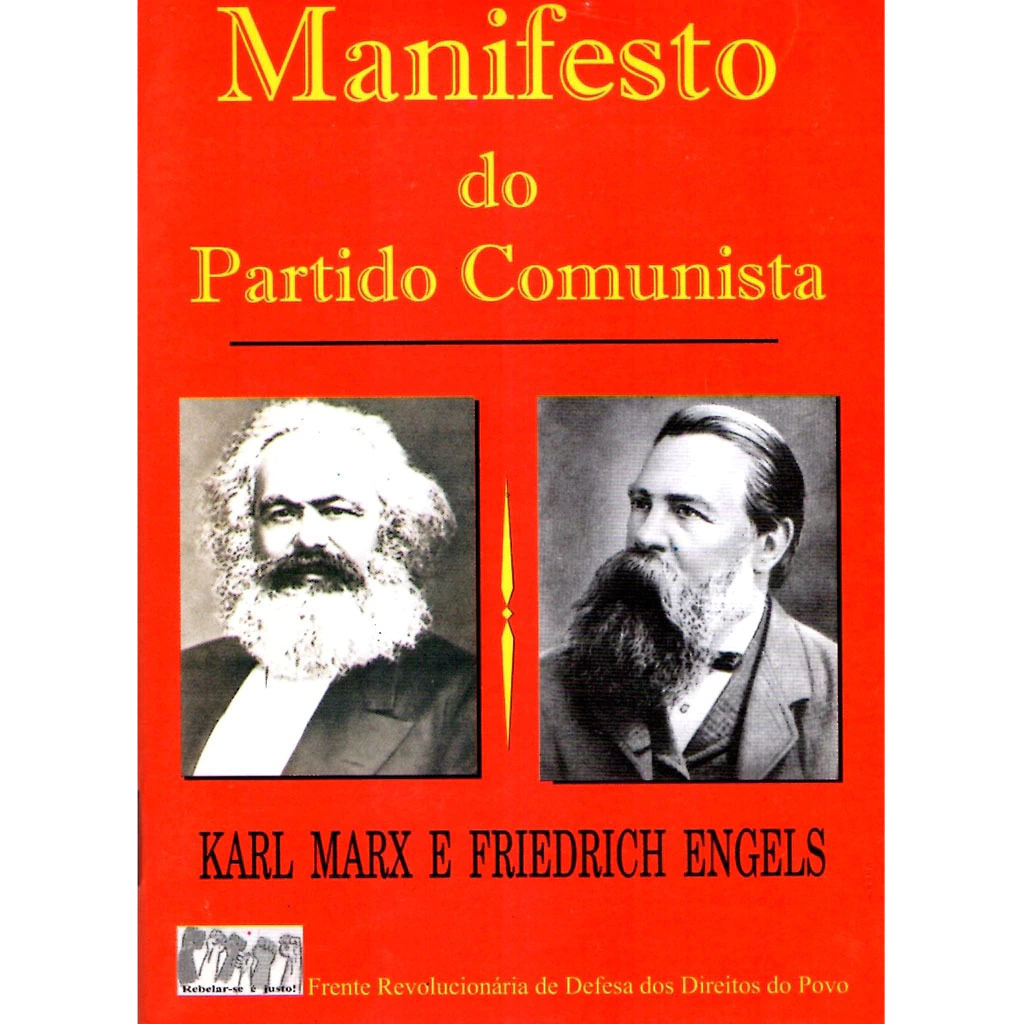 Manifesto
do
Partido Comunista
KARL MARX E FRIEDRICH ENGELS
Rebelar-se é justo!
Frente Revolucionária de Defesa dos Direitos do Povo